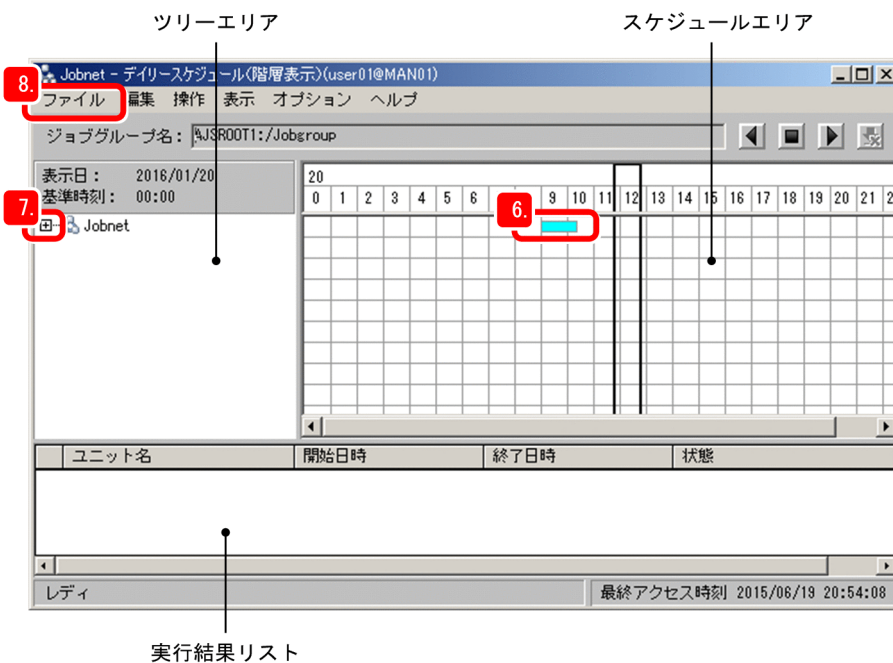 ツリーエリア
スケジュールエリア
Jobnet - デイリースケジュール(階層表示)(user01@MAN01)
8.
ファイル 編集 操作 表示 オプション ヘルプ
ジョブグループ名： AJSROOT1:/Jobgroup
表示日： 2016/01/20
基準時刻： 00:00
20
0 1 2 3 4 5 6 9 10 11 12 13 14 15 16 17 18 19 20 21 2
7.
6.
Jobnet
ユニット名 開始日時 終了日時 状態
レディ
最終アクセス時刻 2015/06/19 20:54:08
実行結果リスト